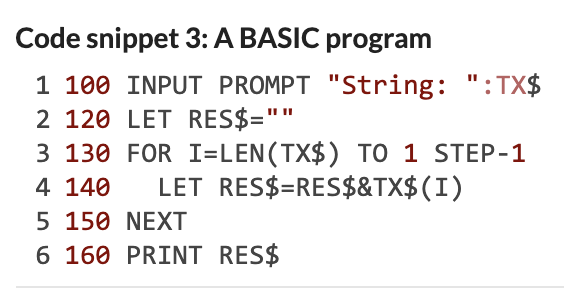 Code snippet 3: A BASIC program
1 100 INPUT PROMPT "String: ":TX$
2 120 LET RES$=""
3 130 FOR I=LEN(TX$) TO 1 STEP-1
4 140   LET RES$=RES$&TX$(I)
5 150 NEXT
6 160 PRINT RES$